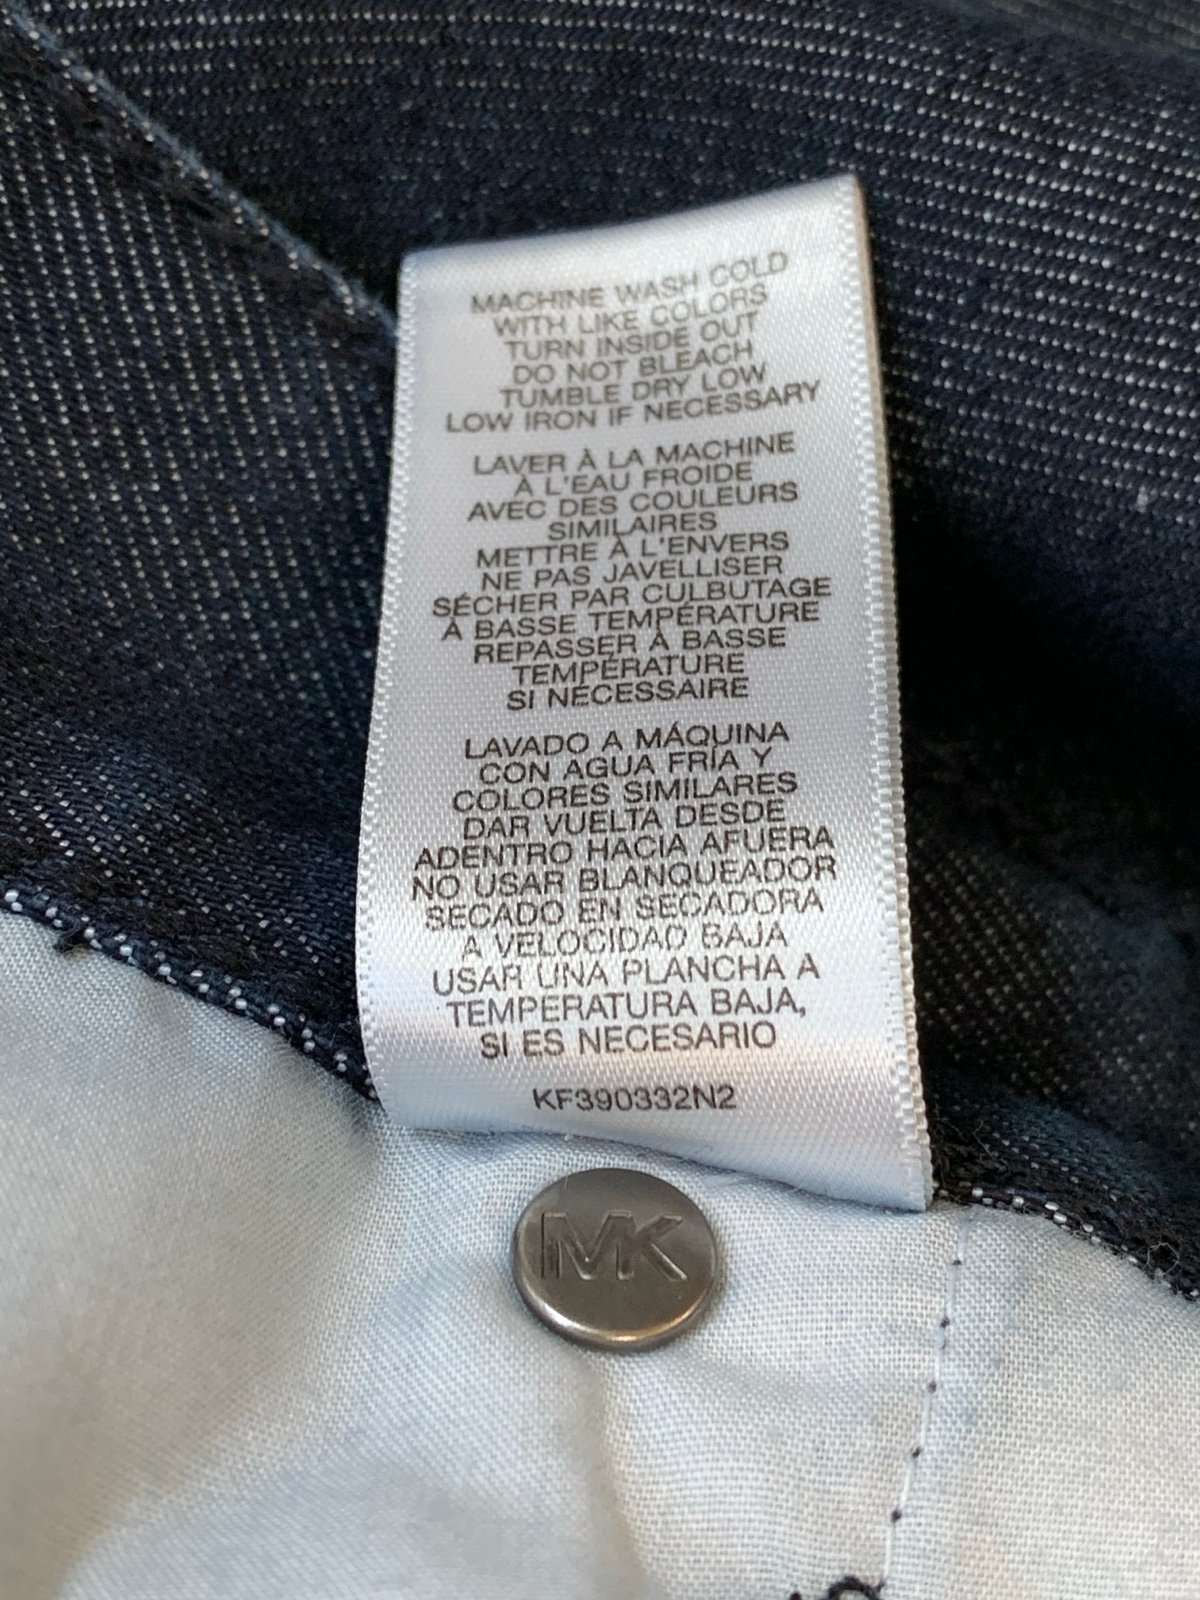 MACHINE WASH COLD
WITH LIKE COLORS
TURN INSIDE OUT
DO NOT BLEACH
TUMBLE DRY LOW
LOW IRON IF NECESSARY
LAVER À LA MACHINE
À L'EAU FROIDE
AVEC DES COULEURS
SIMILAIRES
METTRE À L'ENVERS
NE PAS JAVELLISER
SÉCHER PAR CULBUTAGE
À BASSE TEMPÉRATURE
REPASSER À BASSE
TEMPÉRATURE
SI NÉCESSAIRE
LAVADO A MÁQUINA
CON AGUA FRÍA Y
COLORES SIMILARES
DAR VUELTA DESDE
ADENTRO HACIA AFUERA
NO USAR BLANQUEADOR
SECADO EN SECADORA
A VELOCIDAD BAJA
USAR UNA PLANCHA A
TEMPERATURA BAJA,
SI ES NECESARIO
KF390332N2
MK